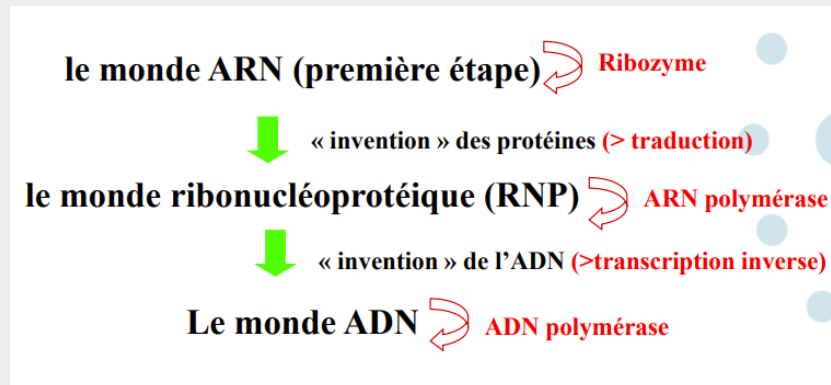 le monde ARN (première étape) Ribozyme
« invention » des protéines (> traduction)
le monde ribonucléoprotéique (RNP) ARN polymérase
« invention » de l’ADN (>transcription inverse)
Le monde ADN ADN polymérase